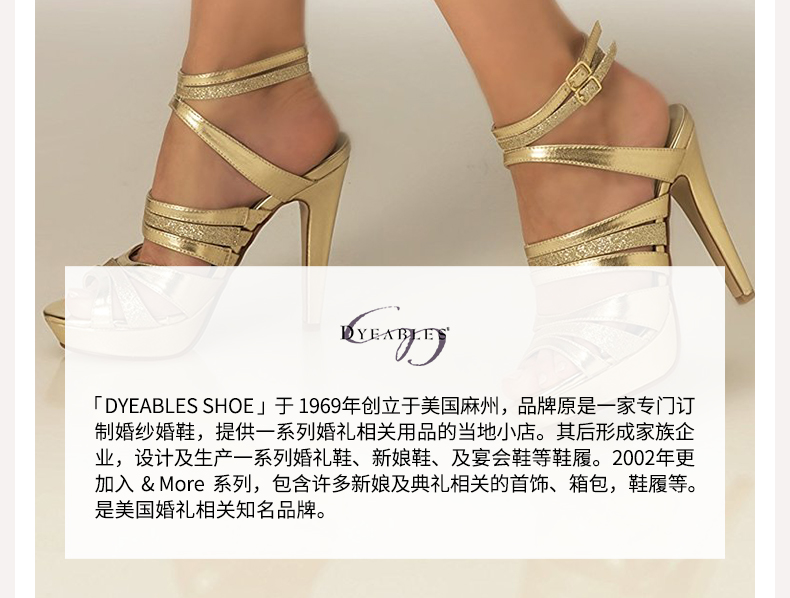 DYEABLES
「DYEABLES SHOE」于 1969年创立于美国麻州，品牌原是一家专门订
制婚纱婚鞋，提供一系列婚礼相关用品的当地小店。其后形成家族企
业，设计及生产一系列婚礼鞋、新娘鞋、及宴会鞋等鞋履。2002年更
加入 & More 系列，包含许多新娘及典礼相关的首饰、箱包，鞋履等。
是美国婚礼相关知名品牌。